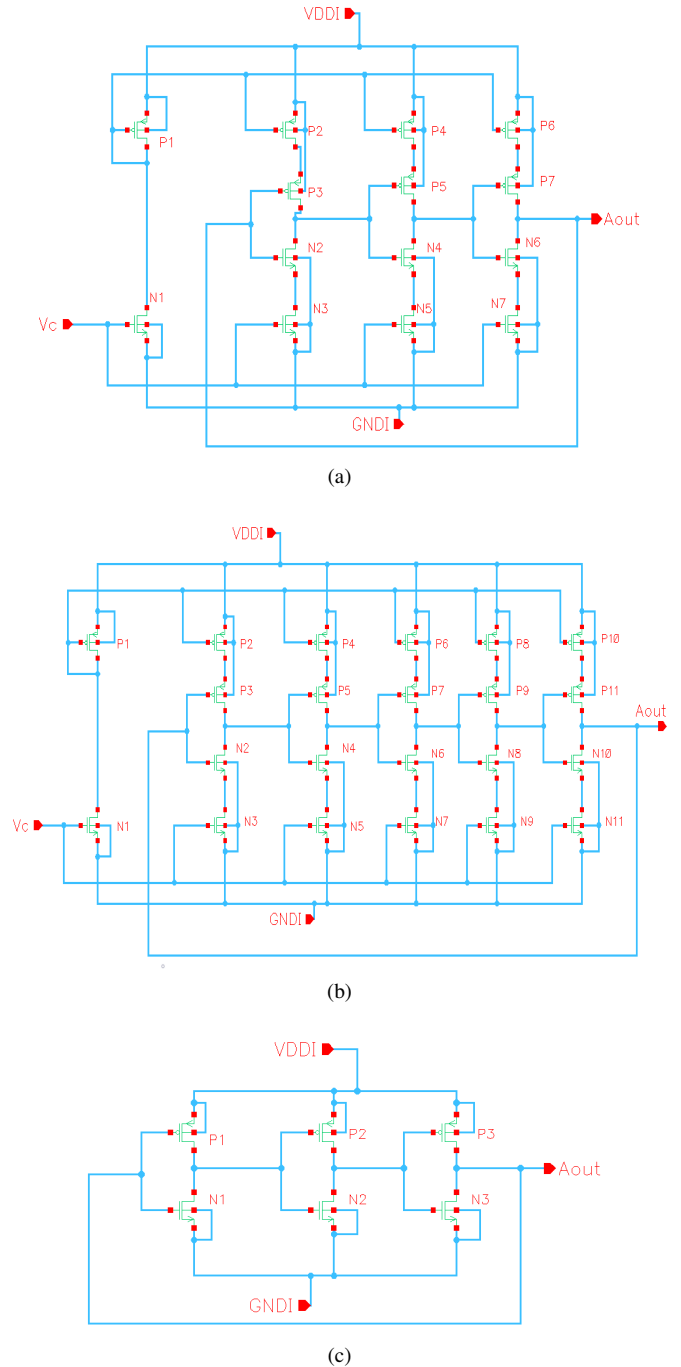 VDDI
P1
P2
P4
P6
P3
P5
P7
Aout
N2
N4
N6
N1
N3
N5
N7
Vc
GNDI
(a)
VDDI
P1
P2
P4
P6
P8
P10
P3
P5
P7
P9
P11
Aout
N2
N4
N6
N8
N10
Vc
N1
N3
N5
N7
N9
N11
GNDI
(b)
VDDI
P1
P2
P3
Aout
N1
N2
N3
GNDI
(c)